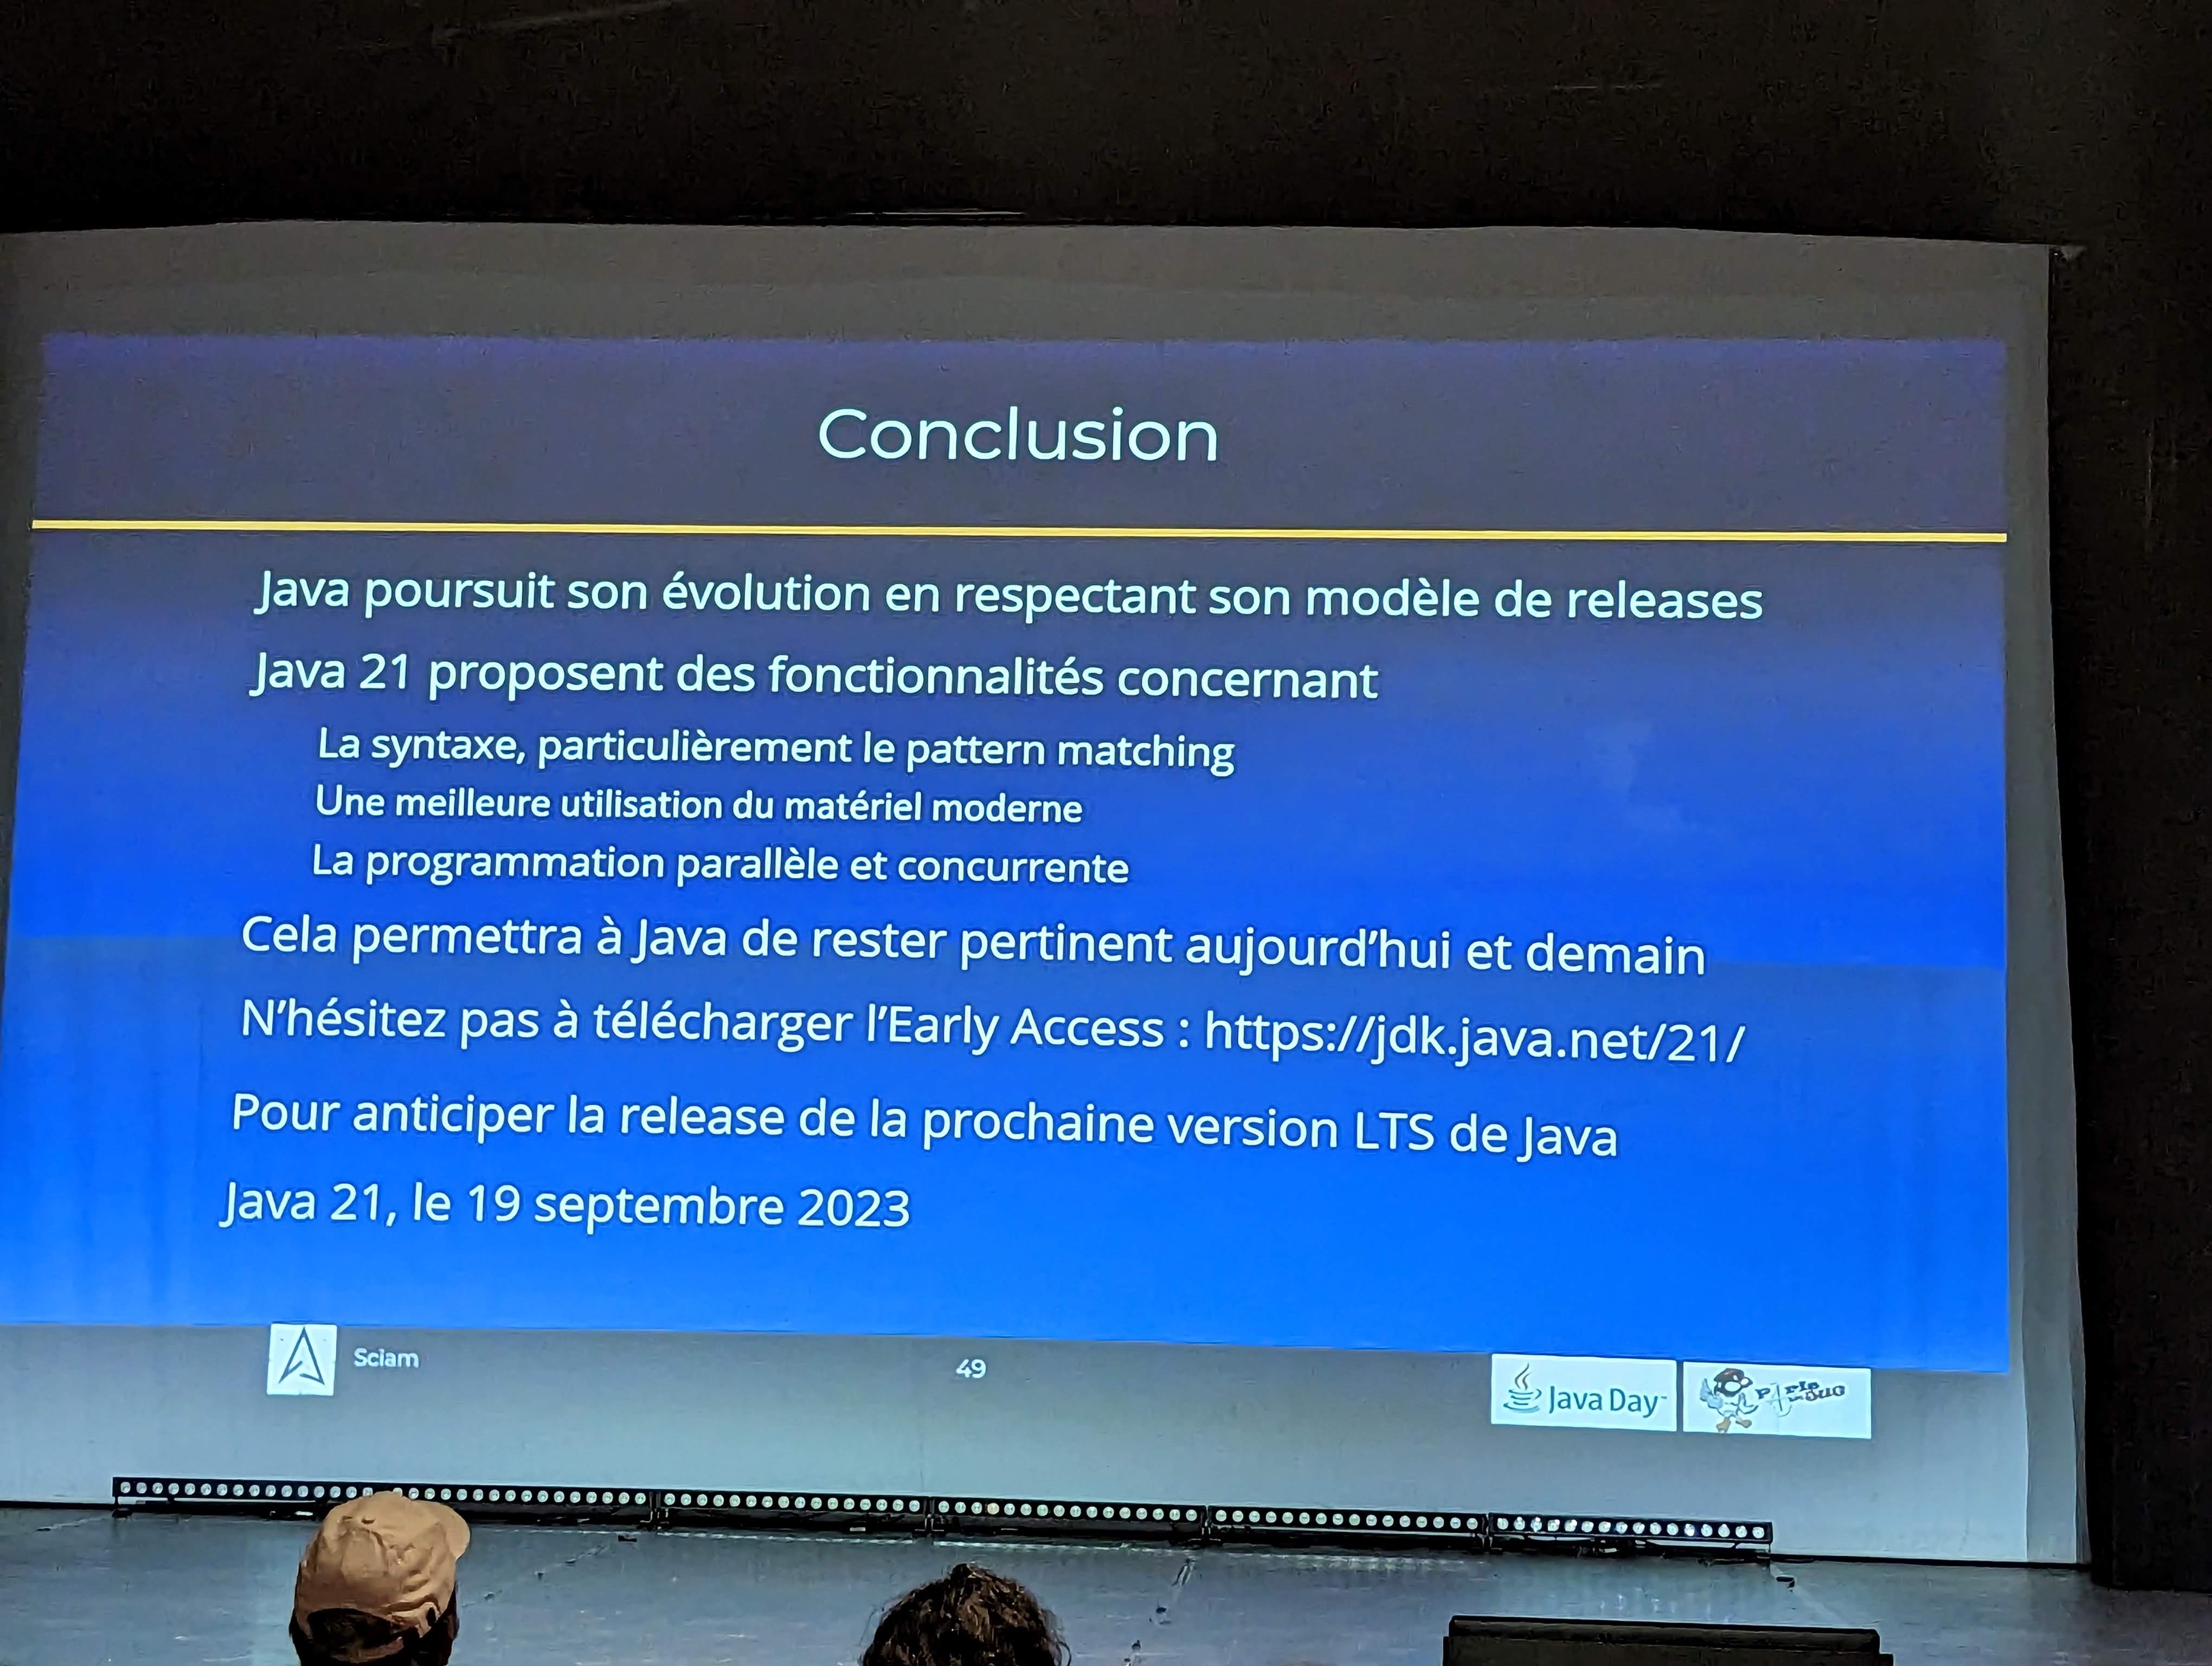 Conclusion
Java poursuit son évolution en respectant son modèle de releases
Java 21 proposent des fonctionnalités concernant
La syntaxe, particulièrement le pattern matching
Une meilleure utilisation du matériel moderne
La programmation parallèle et concurrente
Cela permettra à Java de rester pertinent aujourd’hui et demain
N’hésitez pas à télécharger l’Early Access : https://jdk.java.net/21/
Pour anticiper la release de la prochaine version LTS de Java
Java 21, le 19 septembre 2023
Sciam
49
Java Day
Paris JUG